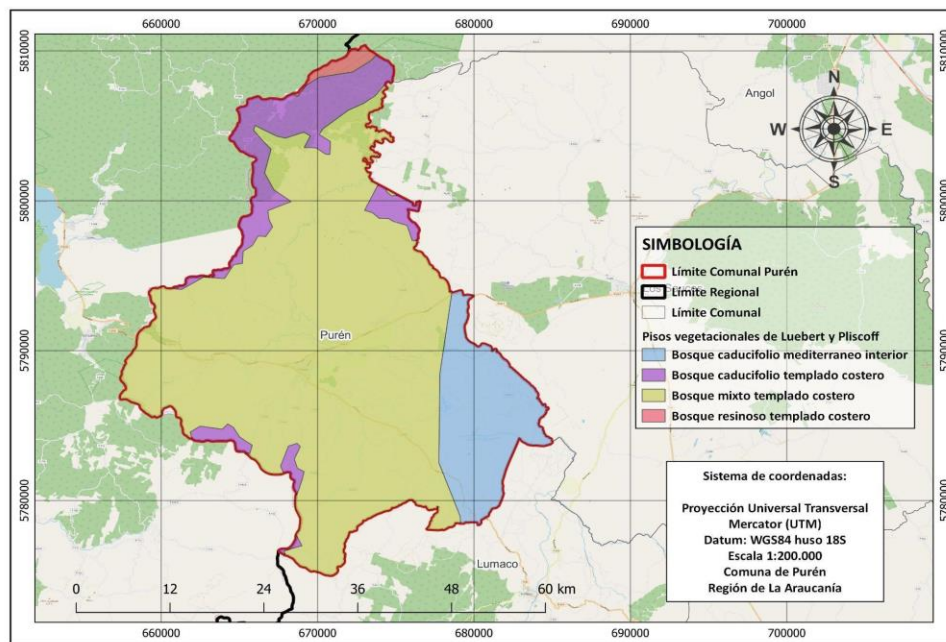 660000 670000 680000 690000 700000
5810000 5810000
Angol
N
W E
S
5800000 5800000
SIMBOLOGÍA
Límite Comunal Purén
Límite Regional
Límite Comunal
Pisos vegetacionales de Luebert y Pliscoff
Bosque caducifolio mediterraneo interior
Bosque caducifolio templado costero
Bosque mixto templado costero
Bosque resinoso templado costero
Purén
5790000 5790000
Sistema de coordenadas:
Proyección Universal Transversal
Mercator (UTM)
Datum: WGS84 huso 18S
Escala 1:200.000
Comuna de Purén
Región de La Araucanía
5780000 5780000
Lumaco
0 12 24 36 48 60 km
660000 670000 680000 690000 700000